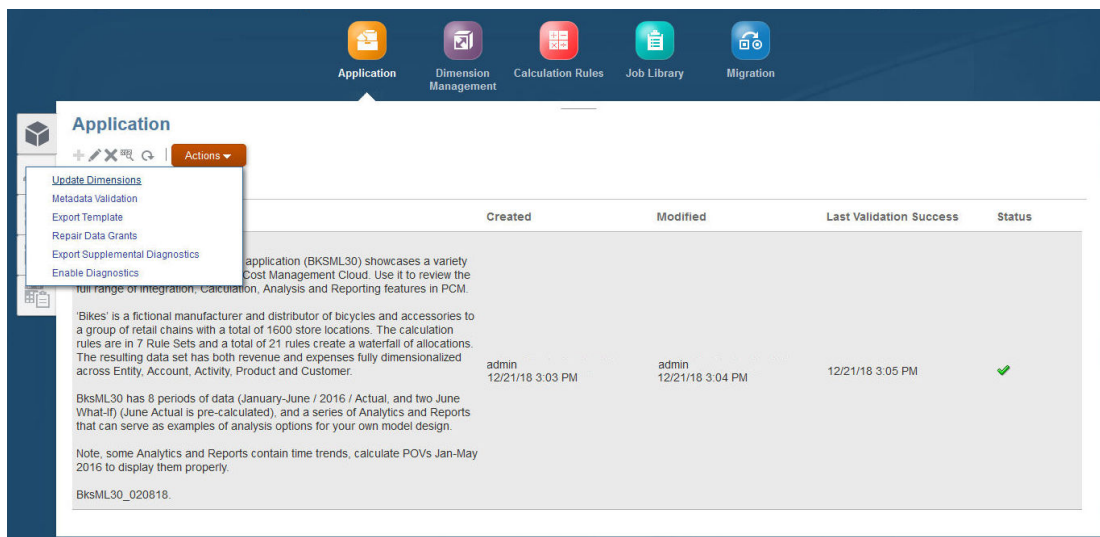 Application
Dimension
Management
Calculation Rules
Job Library
Migration
Application
Actions
Update Dimensions
Metadata Validation
Export Template
Repair Data Grants
Export Supplemental Diagnostics
Enable Diagnostics
Created
Modified
Last Validation Success
Status
application (BKSML30) showcases a variety
Cost Management Cloud. Use it to review the
full range of Integration, Calculation, Analysis and Reporting features in PCM.
'Bikes' is a fictional manufacturer and distributor of bicycles and accessories to
a group of retail chains with a total of 1600 store locations. The calculation
rules are in 7 Rule Sets and a total of 21 rules create a waterfall of allocations.
The resulting data set has both revenue and expenses fully dimensionalized
across Entity, Account, Activity, Product and Customer.
BksML30 has 8 periods of data (January-June / 2016 / Actual, and two June
What-If) (June Actual is pre-calculated), and a series of Analytics and Reports
that can serve as examples of analysis options for your own model design.
Note, some Analytics and Reports contain time trends, calculate POVs Jan-May
2016 to display them properly.
BksML30_020818.
admin
12/21/18 3:03 PM
admin
12/21/18 3:04 PM
12/21/18 3:05 PM